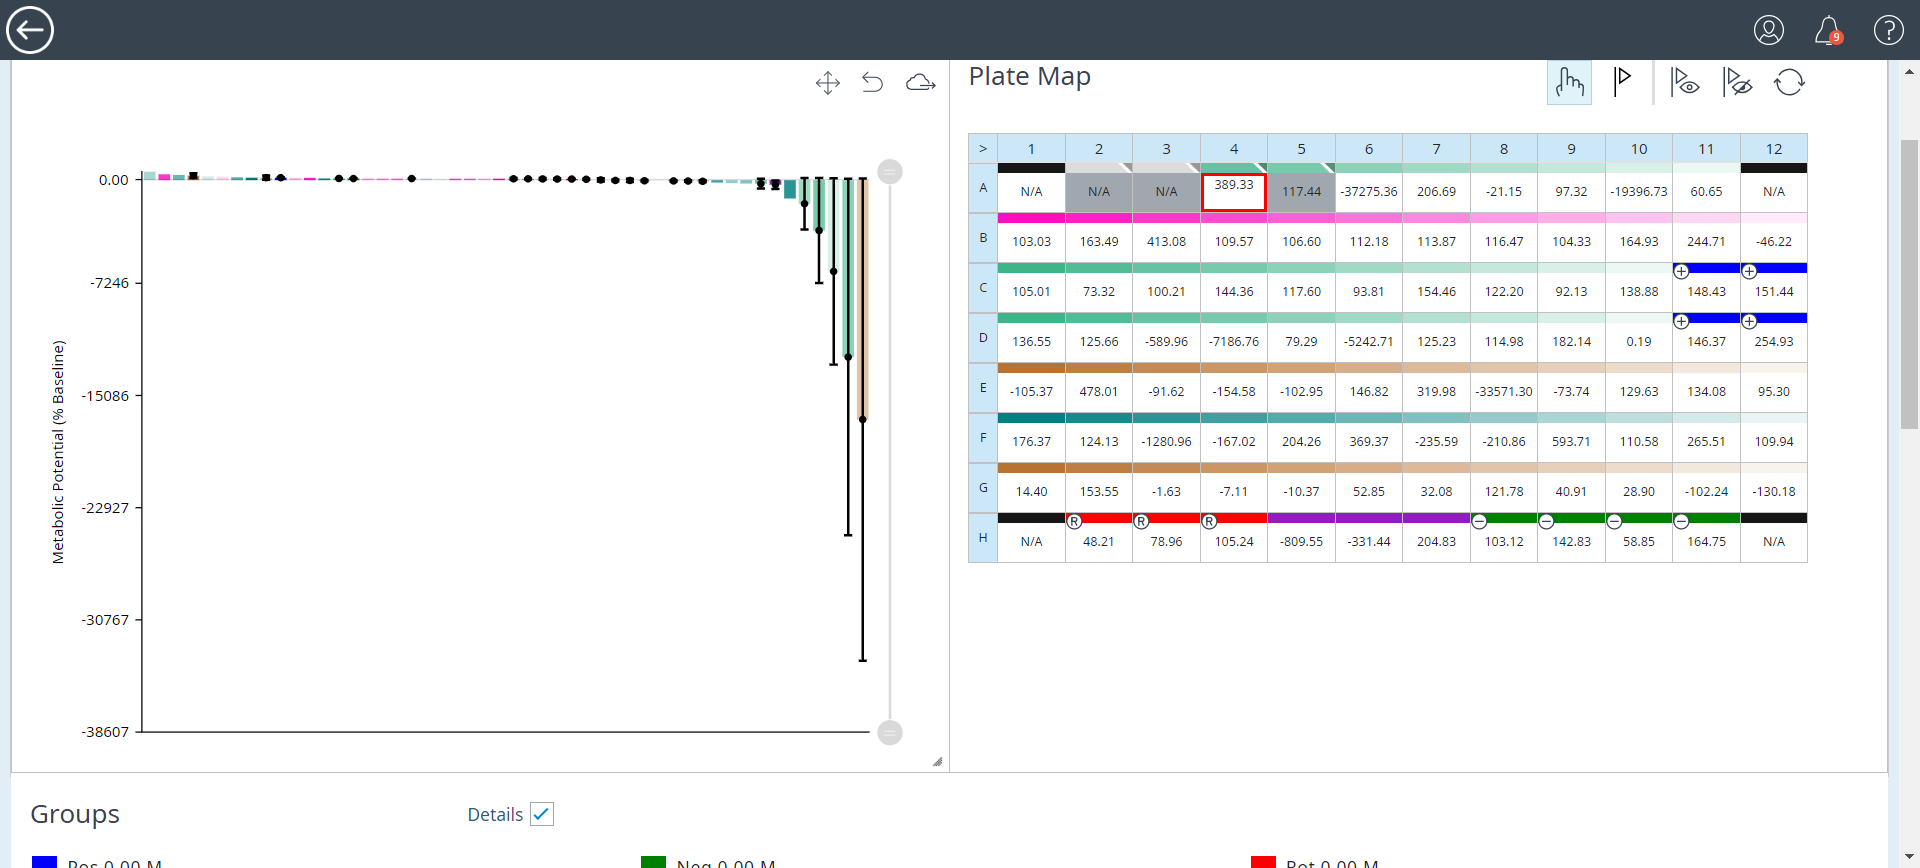 9
?
Plate Map
0.00
-7246
-15086
-22927
-30767
-38607
Metabolic Potential (% Baseline)
> 1 2 3 4 5 6 7 8 9 10 11 12
A N/A N/A N/A 389.33 117.44 -37275.36 206.69 -21.15 97.32 -19396.73 60.65 N/A
B 103.03 163.49 413.08 109.57 106.60 112.18 113.87 116.47 104.33 164.93 244.71 -46.22
+ +
C 105.01 73.32 100.21 144.36 117.60 93.81 154.46 122.20 92.13 138.88 148.43 151.44
+ +
D 136.55 125.66 -589.96 -7186.76 79.29 -5242.71 125.23 114.98 182.14 0.19 146.37 254.93
E -105.37 478.01 -91.62 -154.58 -102.95 146.82 319.98 -33571.30 -73.74 129.63 134.08 95.30
F 176.37 124.13 -1280.96 -167.02 204.26 369.37 -235.59 -210.86 593.71 110.58 265.51 109.94
G 14.40 153.55 -1.63 -7.11 -10.37 52.85 32.08 121.78 40.91 28.90 -102.24 -130.18
R R R − − − −
H N/A 48.21 78.96 105.24 -809.55 -331.44 204.83 103.12 142.83 58.85 164.75 N/A
Groups
Details
Pos 0.00 M
Neg 0.00 M
Rot 0.00 M